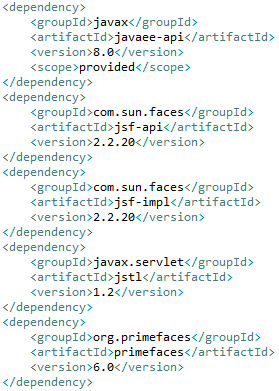 <dependency>
    <groupId>javax</groupId>
    <artifactId>javaee-api</artifactId>
    <version>8.0</version>
    <scope>provided</scope>
</dependency>
<dependency>
    <groupId>com.sun.faces</groupId>
    <artifactId>jsf-api</artifactId>
    <version>2.2.20</version>
</dependency>
<dependency>
    <groupId>com.sun.faces</groupId>
    <artifactId>jsf-impl</artifactId>
    <version>2.2.20</version>
</dependency>
<dependency>
    <groupId>javax.servlet</groupId>
    <artifactId>jstl</artifactId>
    <version>1.2</version>
</dependency>
<dependency>
    <groupId>org.primefaces</groupId>
    <artifactId>primefaces</artifactId>
    <version>6.0</version>
</dependency>